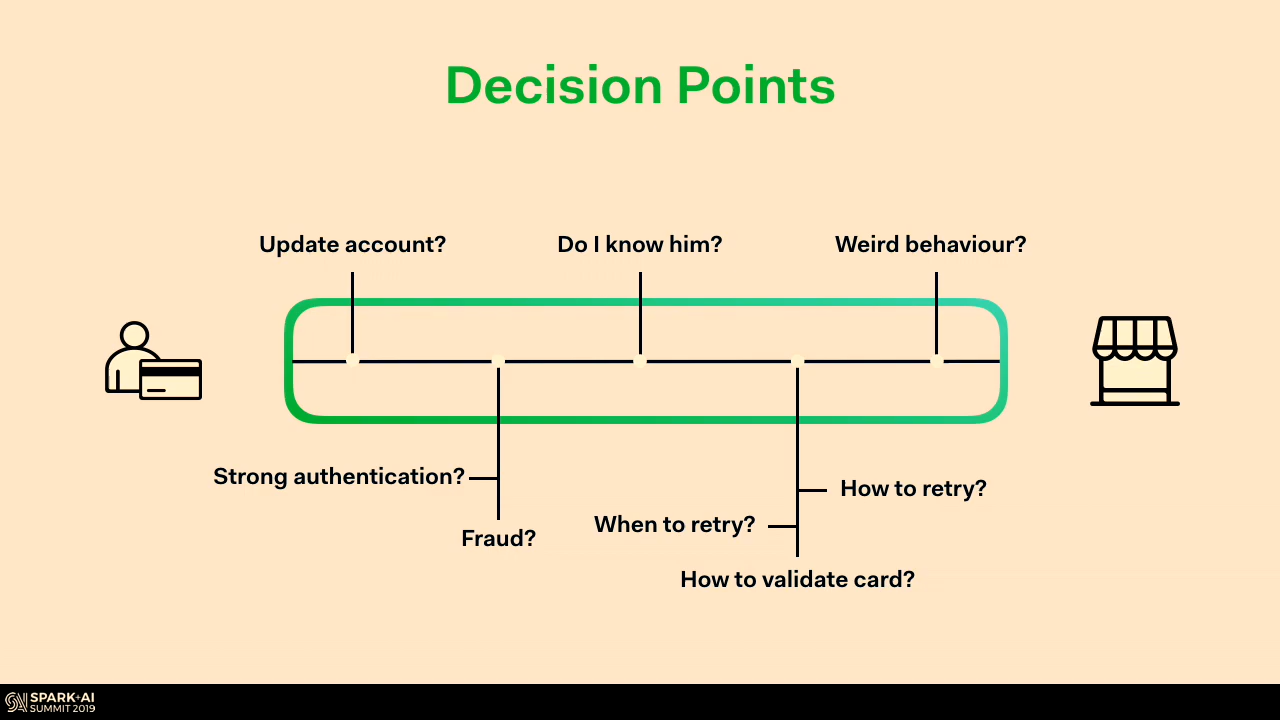 Decision Points
Update account?
Do I know him?
Weird behaviour?
Strong authentication?
How to retry?
When to retry?
Fraud?
How to validate card?
SPARK+AI
SUMMIT 2019